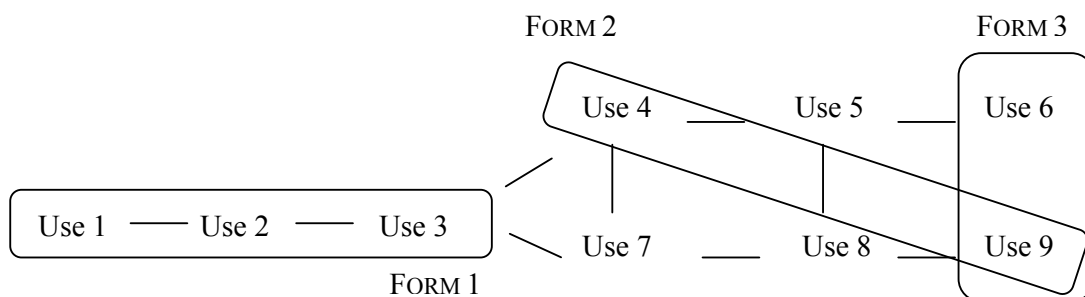 FORM 2 FORM 3
Use 4 Use 5 Use 6
Use 1 Use 2 Use 3
Use 7 Use 8 Use 9
FORM 1